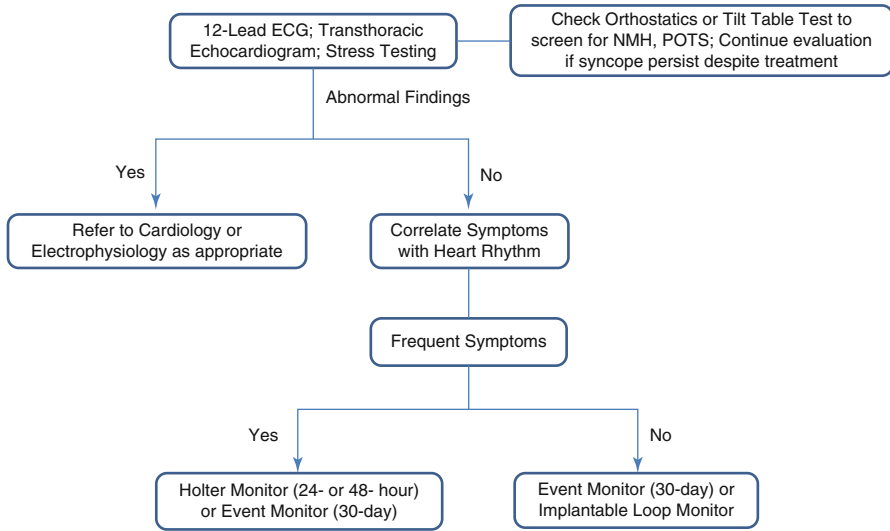 12-Lead ECG; Transthoracic
Echocardiogram; Stress Testing
Check Orthostatics or Tilt Table Test to
screen for NMH, POTS; Continue evaluation
if syncope persist despite treatment
Abnormal Findings
Yes
No
Refer to Cardiology or
Electrophysiology as appropriate
Correlate Symptoms
with Heart Rhythm
Frequent Symptoms
Yes
No
Holter Monitor (24- or 48- hour)
or Event Monitor (30-day)
Event Monitor (30-day) or
Implantable Loop Monitor